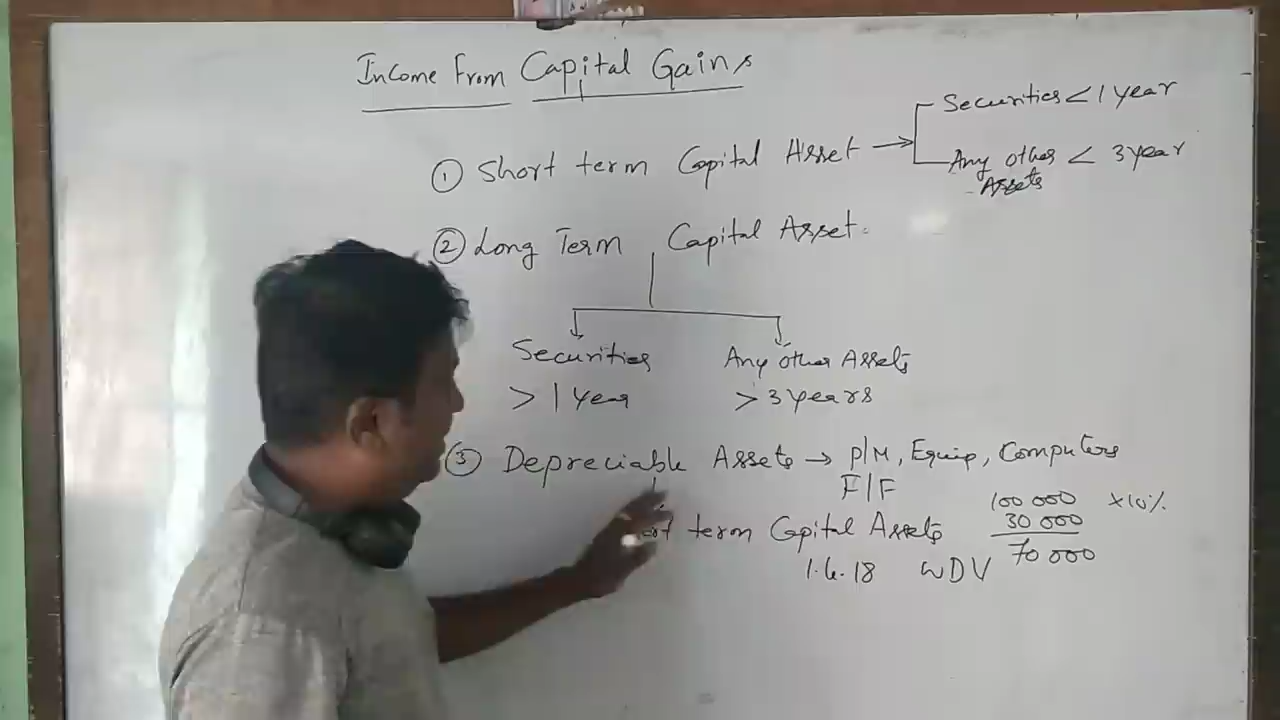 Income From Capital Gains
① Short term Capital Asset → Securities < 1 year
Any other < 3 year
Assets
② Long Term Capital Asset.
Securities Any other Assets
> 1 Year > 3 years
③ Depreciable Assets → P/M, Equip, Computers
F/F
term Capital Assets
100 000 × 10%
30 000
70 000
1.4.18 WDV